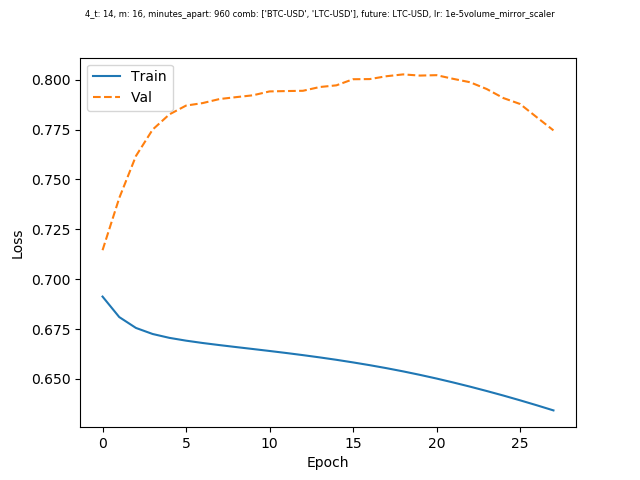 4_t: 14, m: 16, minutes_apart: 960 comb: ['BTC-USD', 'LTC-USD'], future: LTC-USD, lr: 1e-5volume_mirror_scaler
Train
Val
0.800
0.775
0.750
0.725
0.700
0.675
0.650
Loss
0 5 10 15 20 25
Epoch